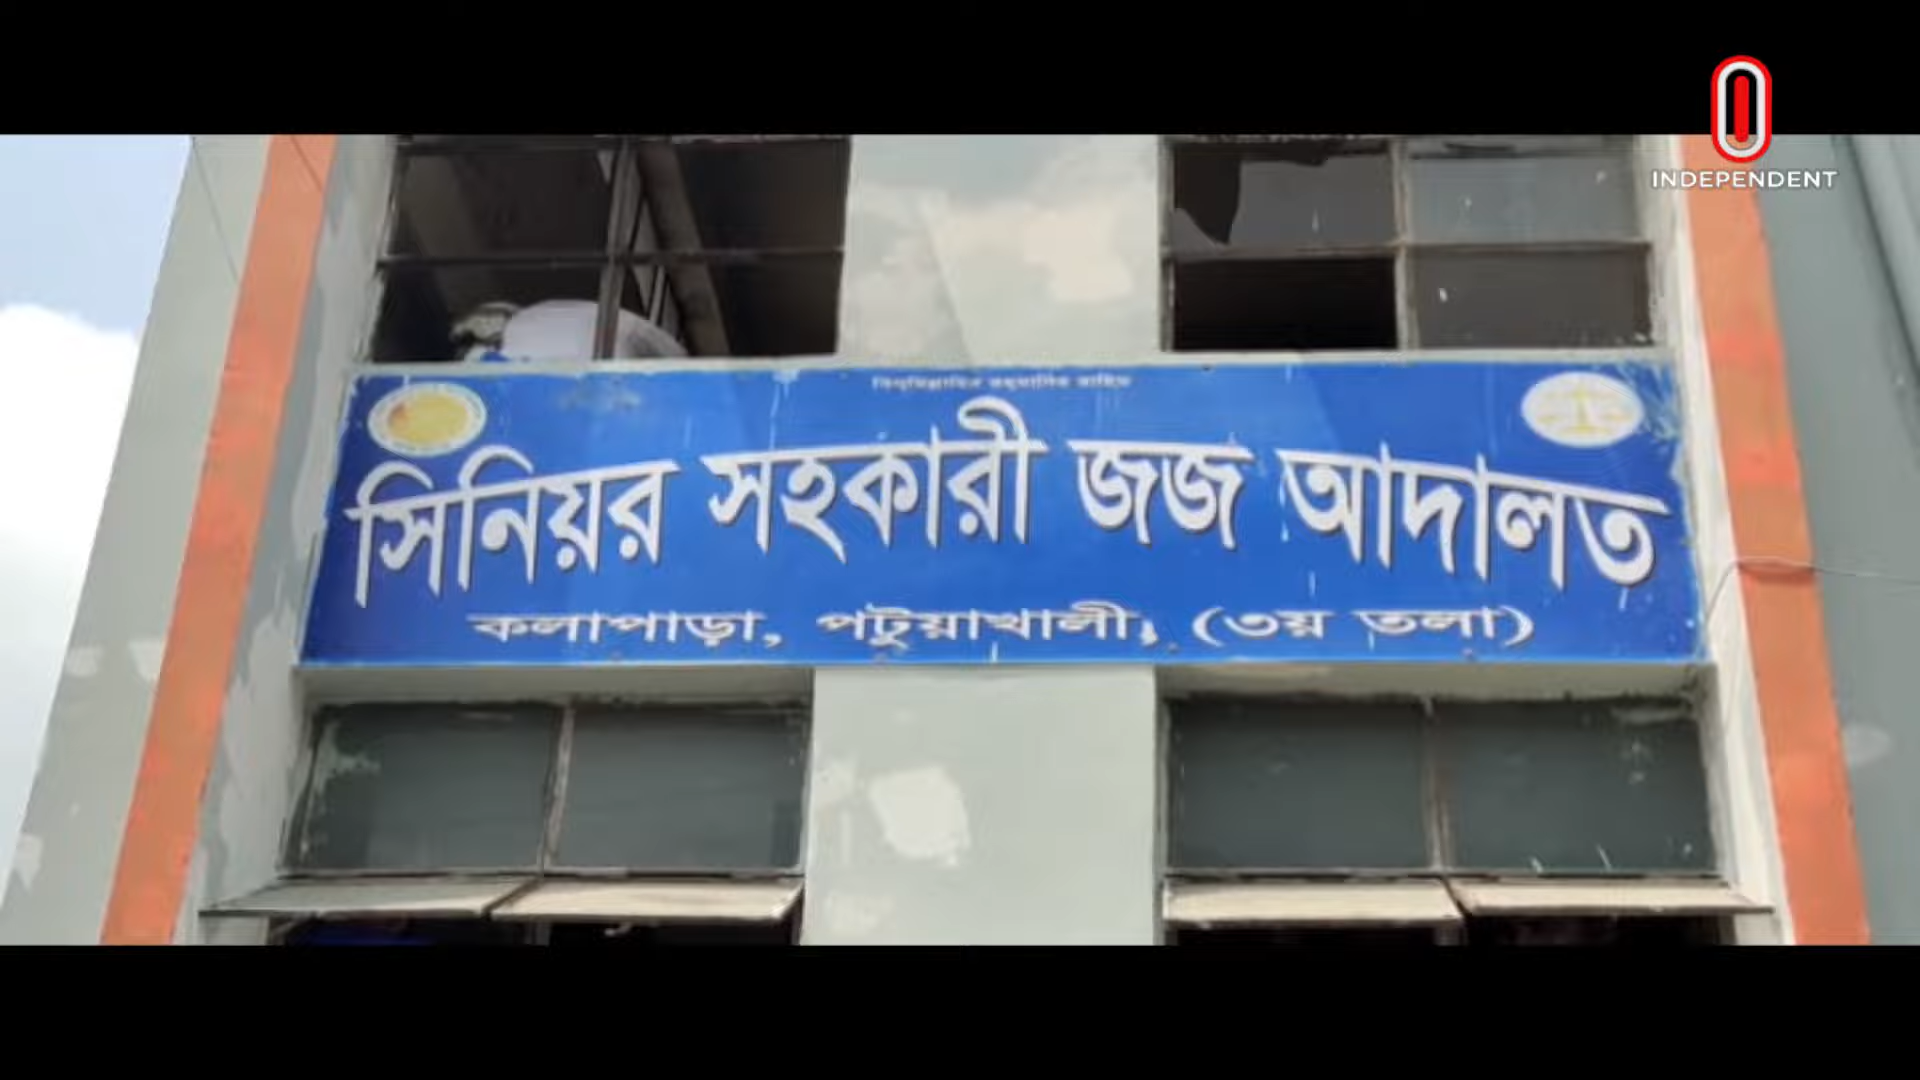 INDEPENDENT
সিনিয়র সহকারী জজ আদালত
কলাপাড়া, পটুয়াখালী, (৩য় তলা)